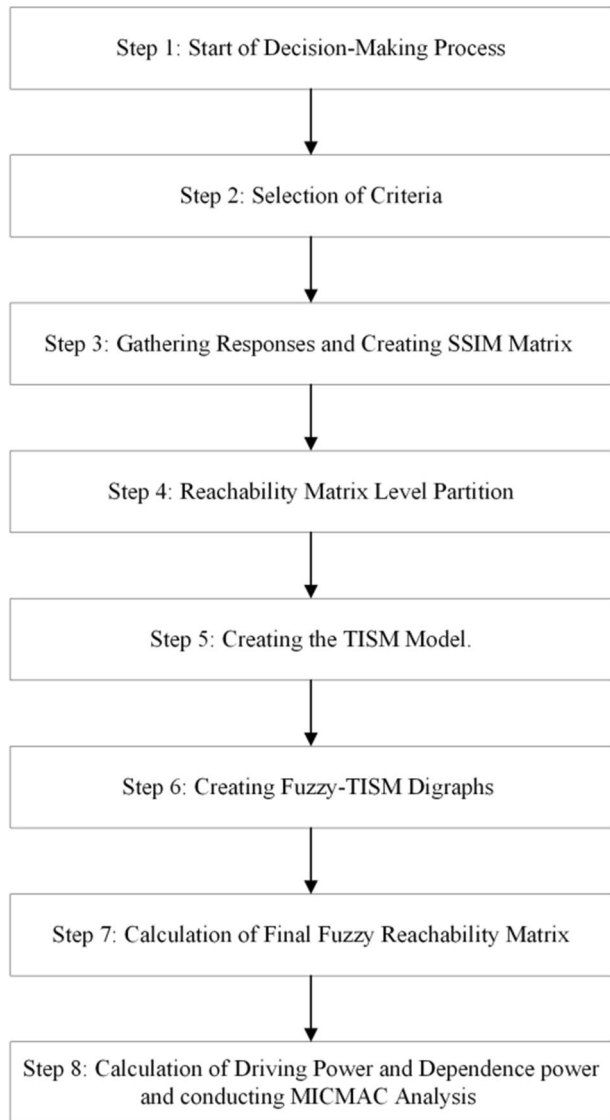 Step 1: Start of Decision-Making Process
Step 2: Selection of Criteria
Step 3: Gathering Responses and Creating SSIM Matrix
Step 4: Reachability Matrix Level Partition
Step 5: Creating the TISM Model.
Step 6: Creating Fuzzy-TISM Digraphs
Step 7: Calculation of Final Fuzzy Reachability Matrix
Step 8: Calculation of Driving Power and Dependence power
and conducting MICMAC Analysis